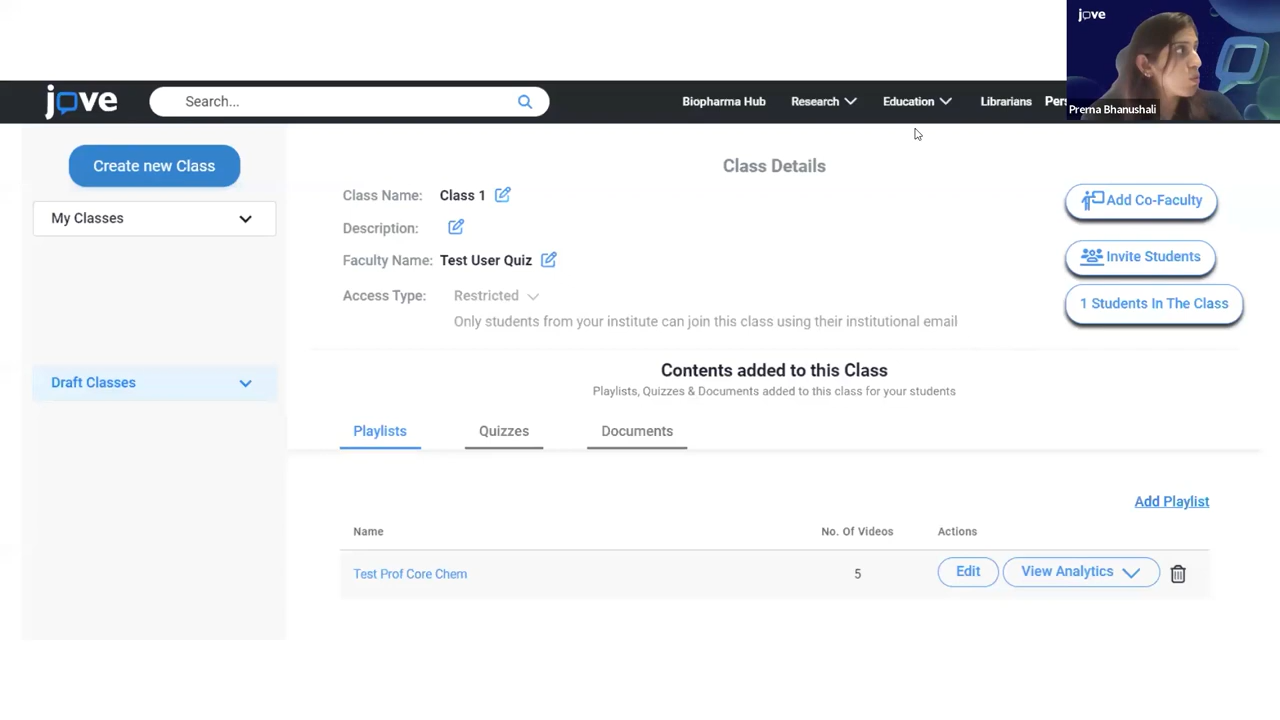 jove
Prerna Bhanushali
jove
Search...
Biopharma Hub
Research
Education
Librarians
Create new Class
My Classes
Draft Classes
Class Details
Class Name: Class 1
Description:
Faculty Name: Test User Quiz
Access Type: Restricted
Only students from your institute can join this class using their institutional email
Add Co-Faculty
Invite Students
1 Students In The Class
Contents added to this Class
Playlists, Quizzes & Documents added to this class for your students
Playlists
Quizzes
Documents
Add Playlist
Name
No. Of Videos
Actions
Test Prof Core Chem
5
Edit
View Analytics